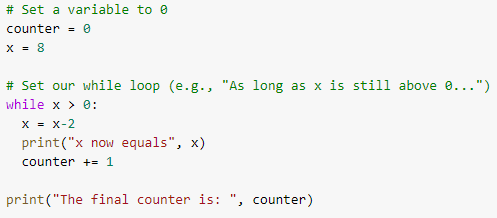 # Set a variable to 0
counter = 0
x = 8

# Set our while loop (e.g., "As long as x is still above 0...")
while x > 0:
  x = x-2
  print("x now equals", x)
  counter += 1

print("The final counter is: ", counter)